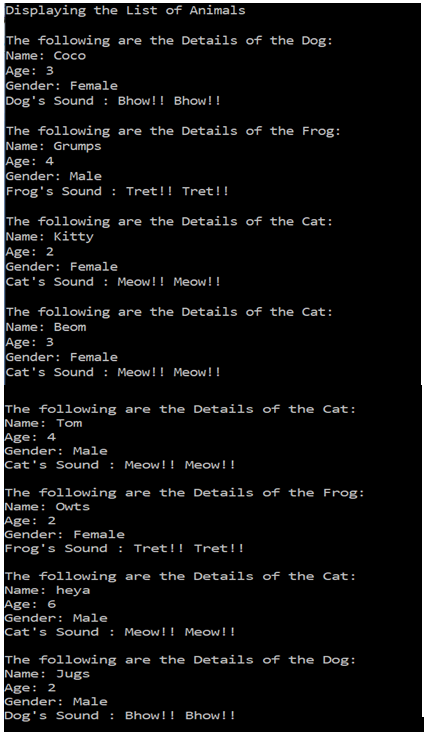 Displaying the List of Animals
The following are the Details of the Dog:
Name: Coco
Age: 3
Gender: Female
Dog's Sound : Bhow!! Bhow!!
The following are the Details of the Frog:
Name: Grumps
Age: 4
Gender: Male
Frog's Sound : Tret!! Tret!!
The following are the Details of the Cat:
Name: Kitty
Age: 2
Gender: Female
Cat's Sound : Meow!! Meow!!
The following are the Details of the Cat:
Name: Beom
Age: 3
Gender: Female
Cat's Sound : Meow!! Meow!!
The following are the Details of the Cat:
Name: Tom
Age: 4
Gender: Male
Cat's Sound : Meow!! Meow!!
The following are the Details of the Frog:
Name: Owts
Age: 2
Gender: Female
Frog's Sound : Tret!! Tret!!
The following are the Details of the Cat:
Name: heya
Age: 6
Gender: Male
Cat's Sound : Meow!! Meow!!
The following are the Details of the Dog:
Name: Jugs
Age: 2
Gender: Male
Dog's Sound : Bhow!! Bhow!!